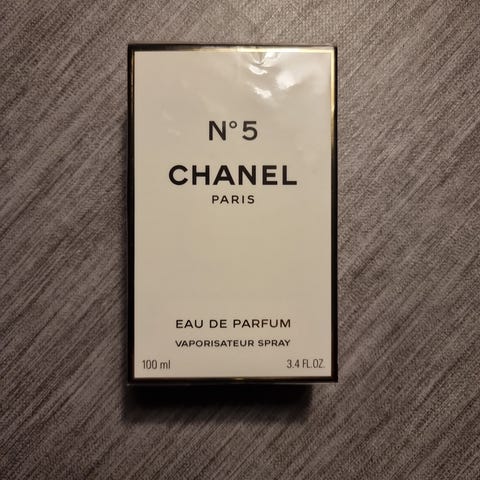 N°5
CHANEL
PARIS
EAU DE PARFUM
VAPORISATEUR SPRAY
100 ml 3.4 FL.OZ.